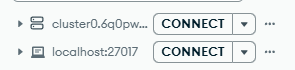 cluster0.6q0pw... CONNECT
localhost:27017 CONNECT